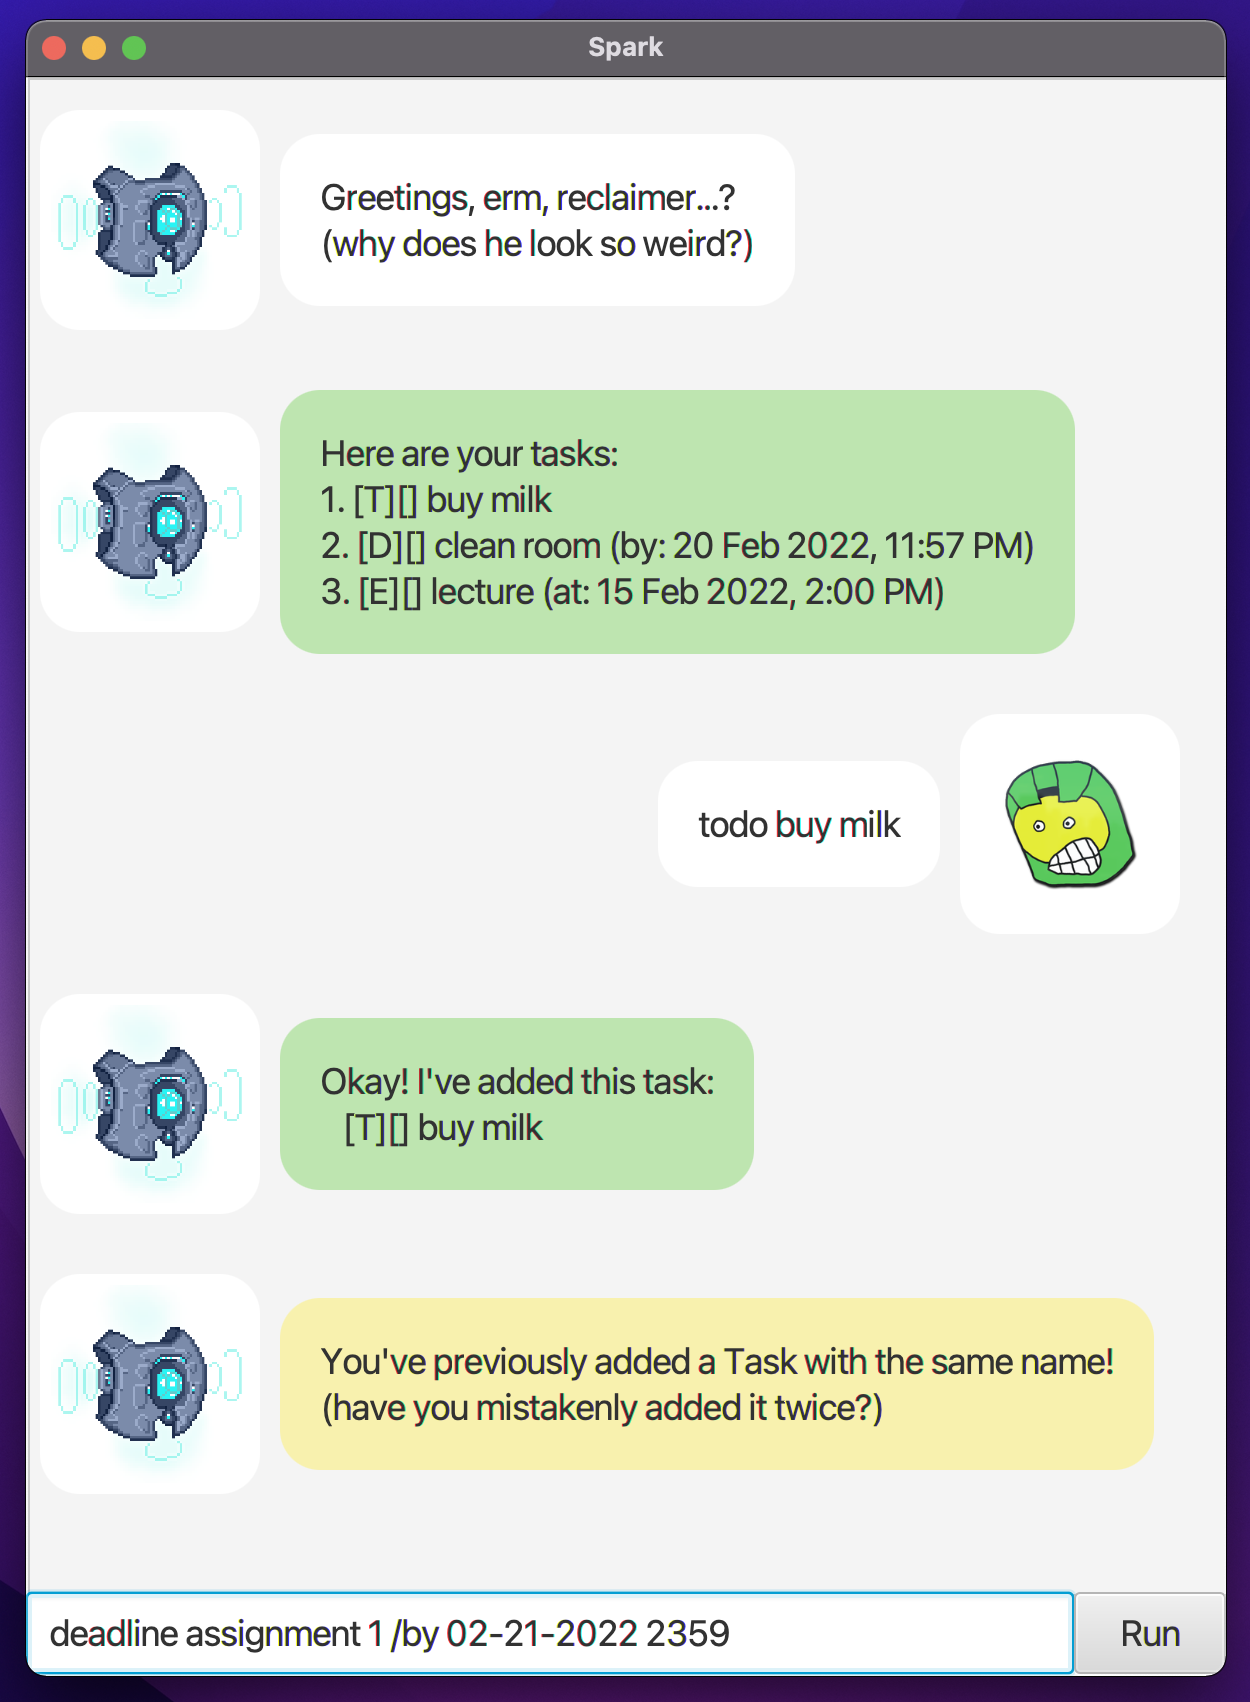 Spark
Greetings, erm, reclaimer...?
(why does he look so weird?)
Here are your tasks:
1. [T][] buy milk
2. [D][] clean room (by: 20 Feb 2022, 11:57 PM)
3. [E][] lecture (at: 15 Feb 2022, 2:00 PM)
todo buy milk
Okay! I've added this task:
[T][] buy milk
You've previously added a Task with the same name!
(have you mistakenly added it twice?)
deadline assignment 1 /by 02-21-2022 2359
Run